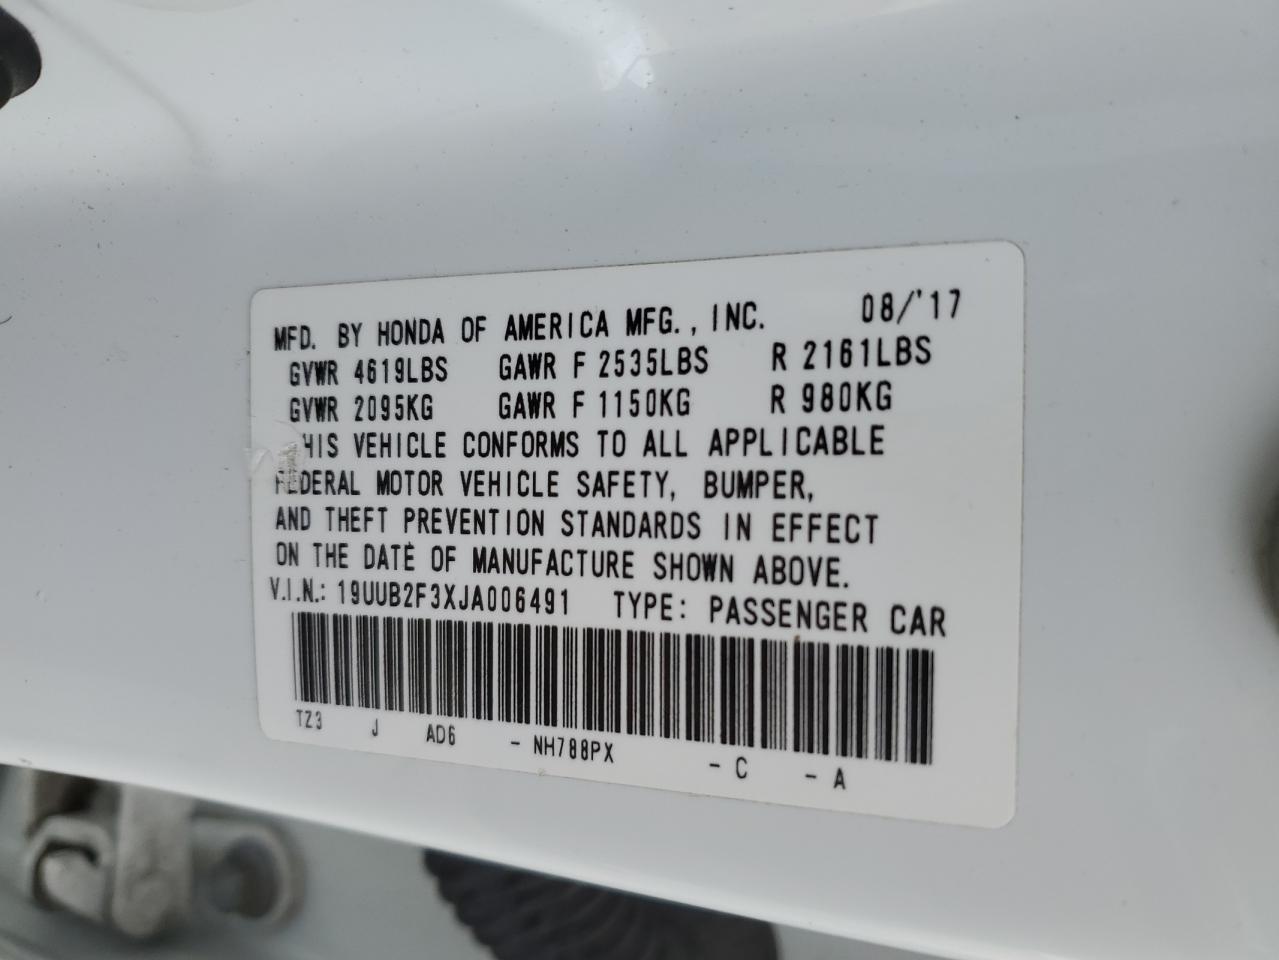 MFD. BY HONDA OF AMERICA MFG., INC. 08/'17
GVWR 4619LBS GAWR F 2535LBS R 2161LBS
GVWR 2095KG GAWR F 1150KG R 980KG
THIS VEHICLE CONFORMS TO ALL APPLICABLE
FEDERAL MOTOR VEHICLE SAFETY, BUMPER,
AND THEFT PREVENTION STANDARDS IN EFFECT
ON THE DATE OF MANUFACTURE SHOWN ABOVE.
V.I.N.: 19UUB2F3XJA006491 TYPE: PASSENGER CAR
TZ3 J AD6 - NH788PX - C - A